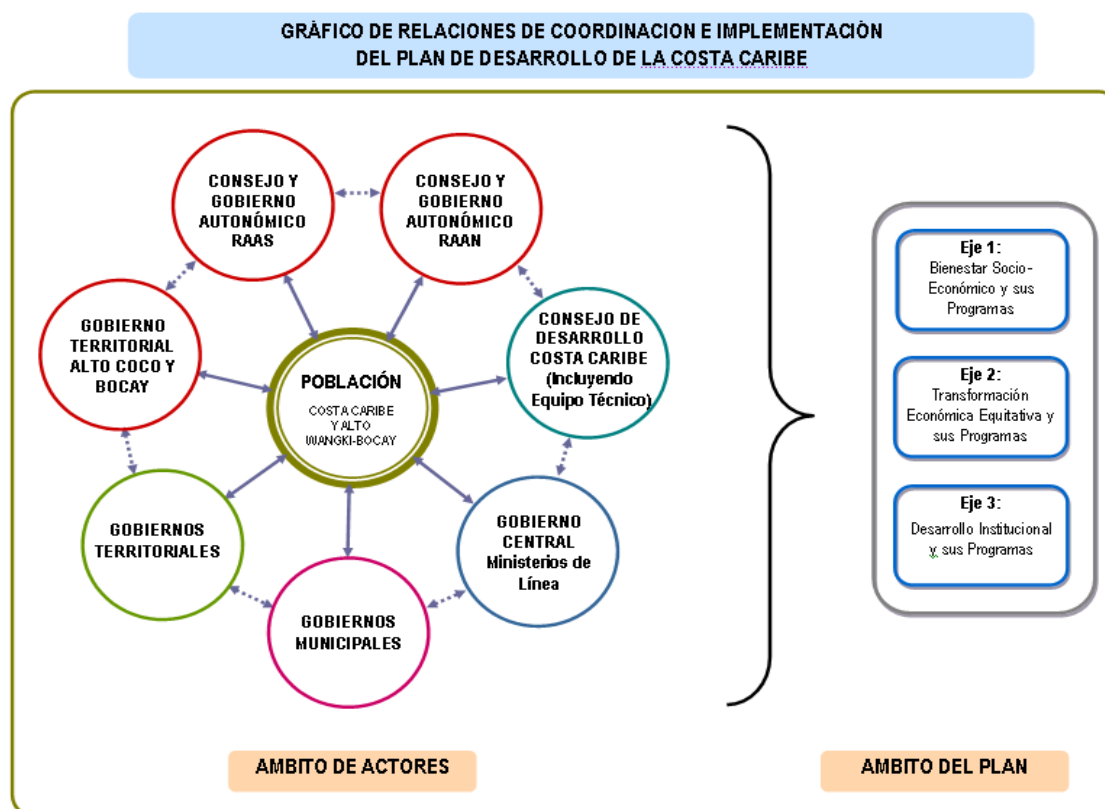 GRÁFICO DE RELACIONES DE COORDINACION E IMPLEMENTACIÓN
DEL PLAN DE DESARROLLO DE LA COSTA CARIBE
CONSEJO Y
GOBIERNO
AUTONÓMICO
RAAS
CONSEJO Y
GOBIERNO
AUTONÓMICO
RAAN
GOBIERNO
TERRITORIAL
ALTO COCO Y
BOCAY
POBLACIÓN
COSTA CARIBE
Y ALTO
WANGKI-BOCAY
CONSEJO DE
DESARROLLO
COSTA CARIBE
(Incluyendo
Equipo Técnico)
GOBIERNOS
TERRITORIALES
GOBIERNO
CENTRAL
Ministerios de
Línea
GOBIERNOS
MUNICIPALES
Eje 1:
Bienestar Socio-
Económico y sus
Programas
Eje 2:
Transformación
Económica Equitativa y
sus Programas
Eje 3:
Desarrollo Institucional
y sus Programas
AMBITO DE ACTORES
AMBITO DEL PLAN